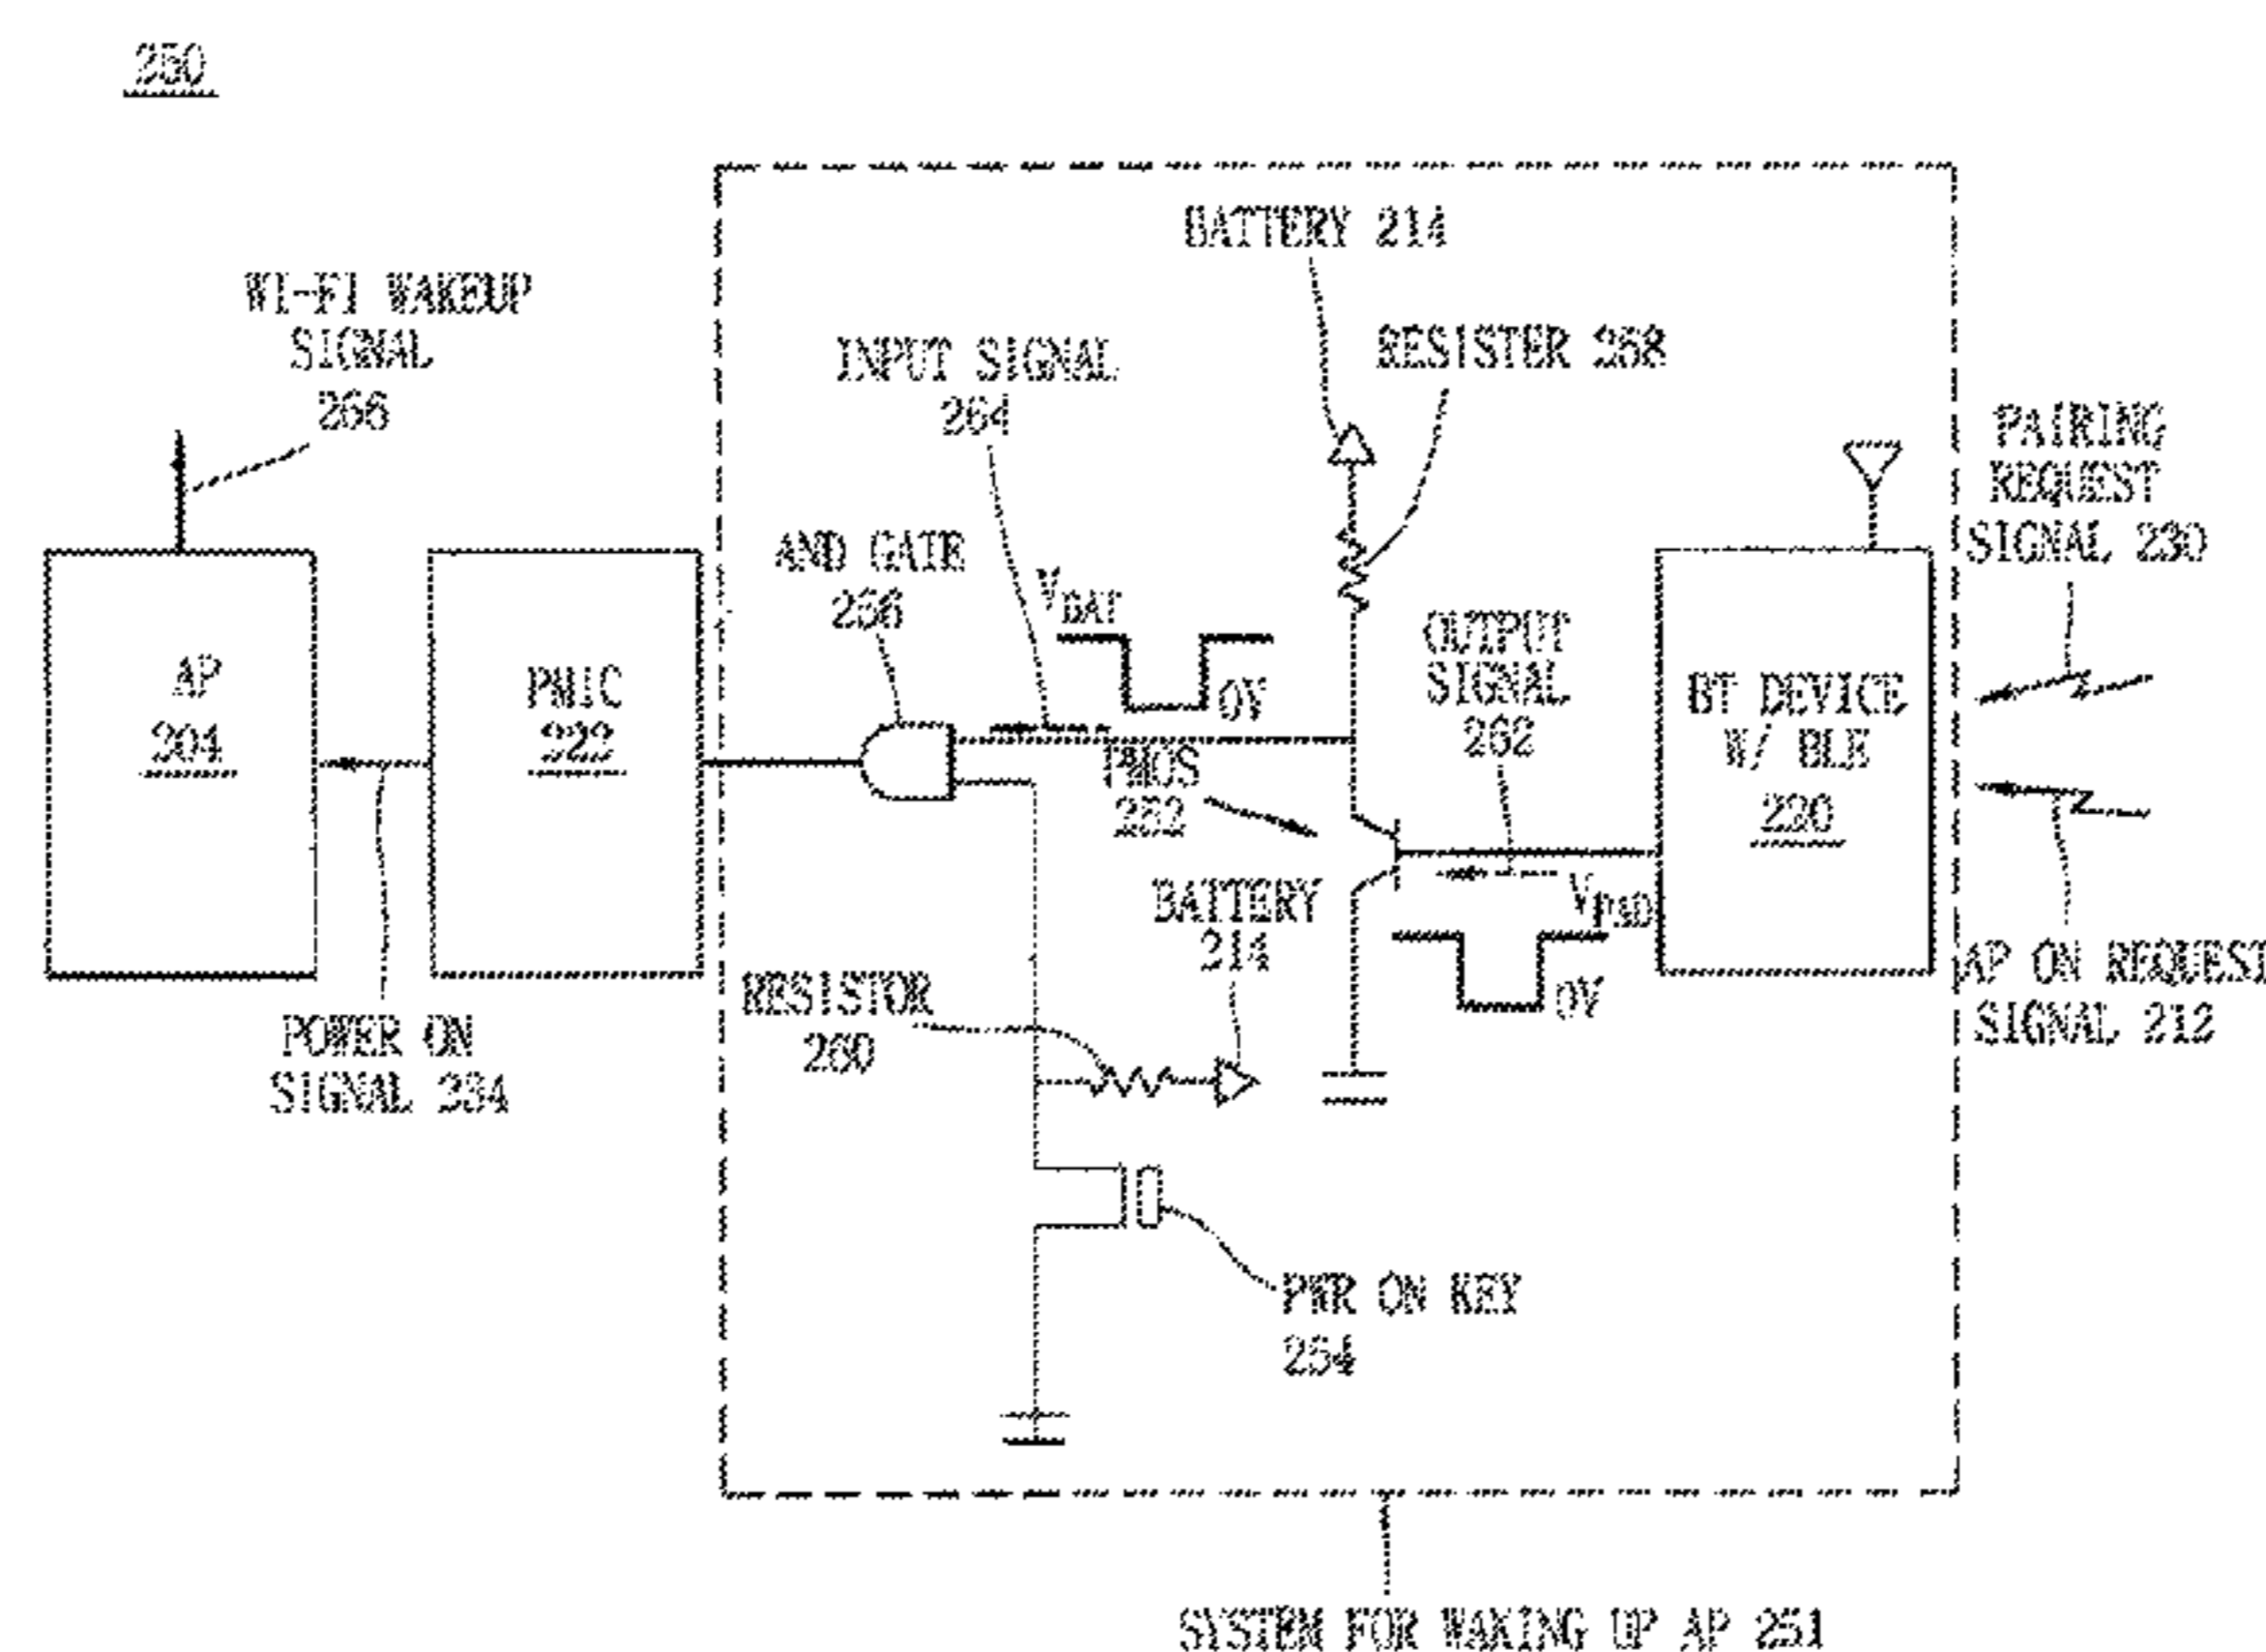 250
BATTERY 214
WI-FI WAKEUP
SIGNAL
266
INPUT SIGNAL
264
RESISTER 268
PAIRING
REQUEST
SIGNAL 230
AND GATE
256
VBAT
0V
OUTPUT
SIGNAL
262
AP
204
PMIC
222
BT DEVICE
W/ BLE
220
PMOS
252
BATTERY
214
VPAD
0V
RESISTOR
260
AP ON REQUEST
SIGNAL 212
POWER ON
SIGNAL 234
PWR ON KEY
254
SYSTEM FOR WAKING UP AP 251